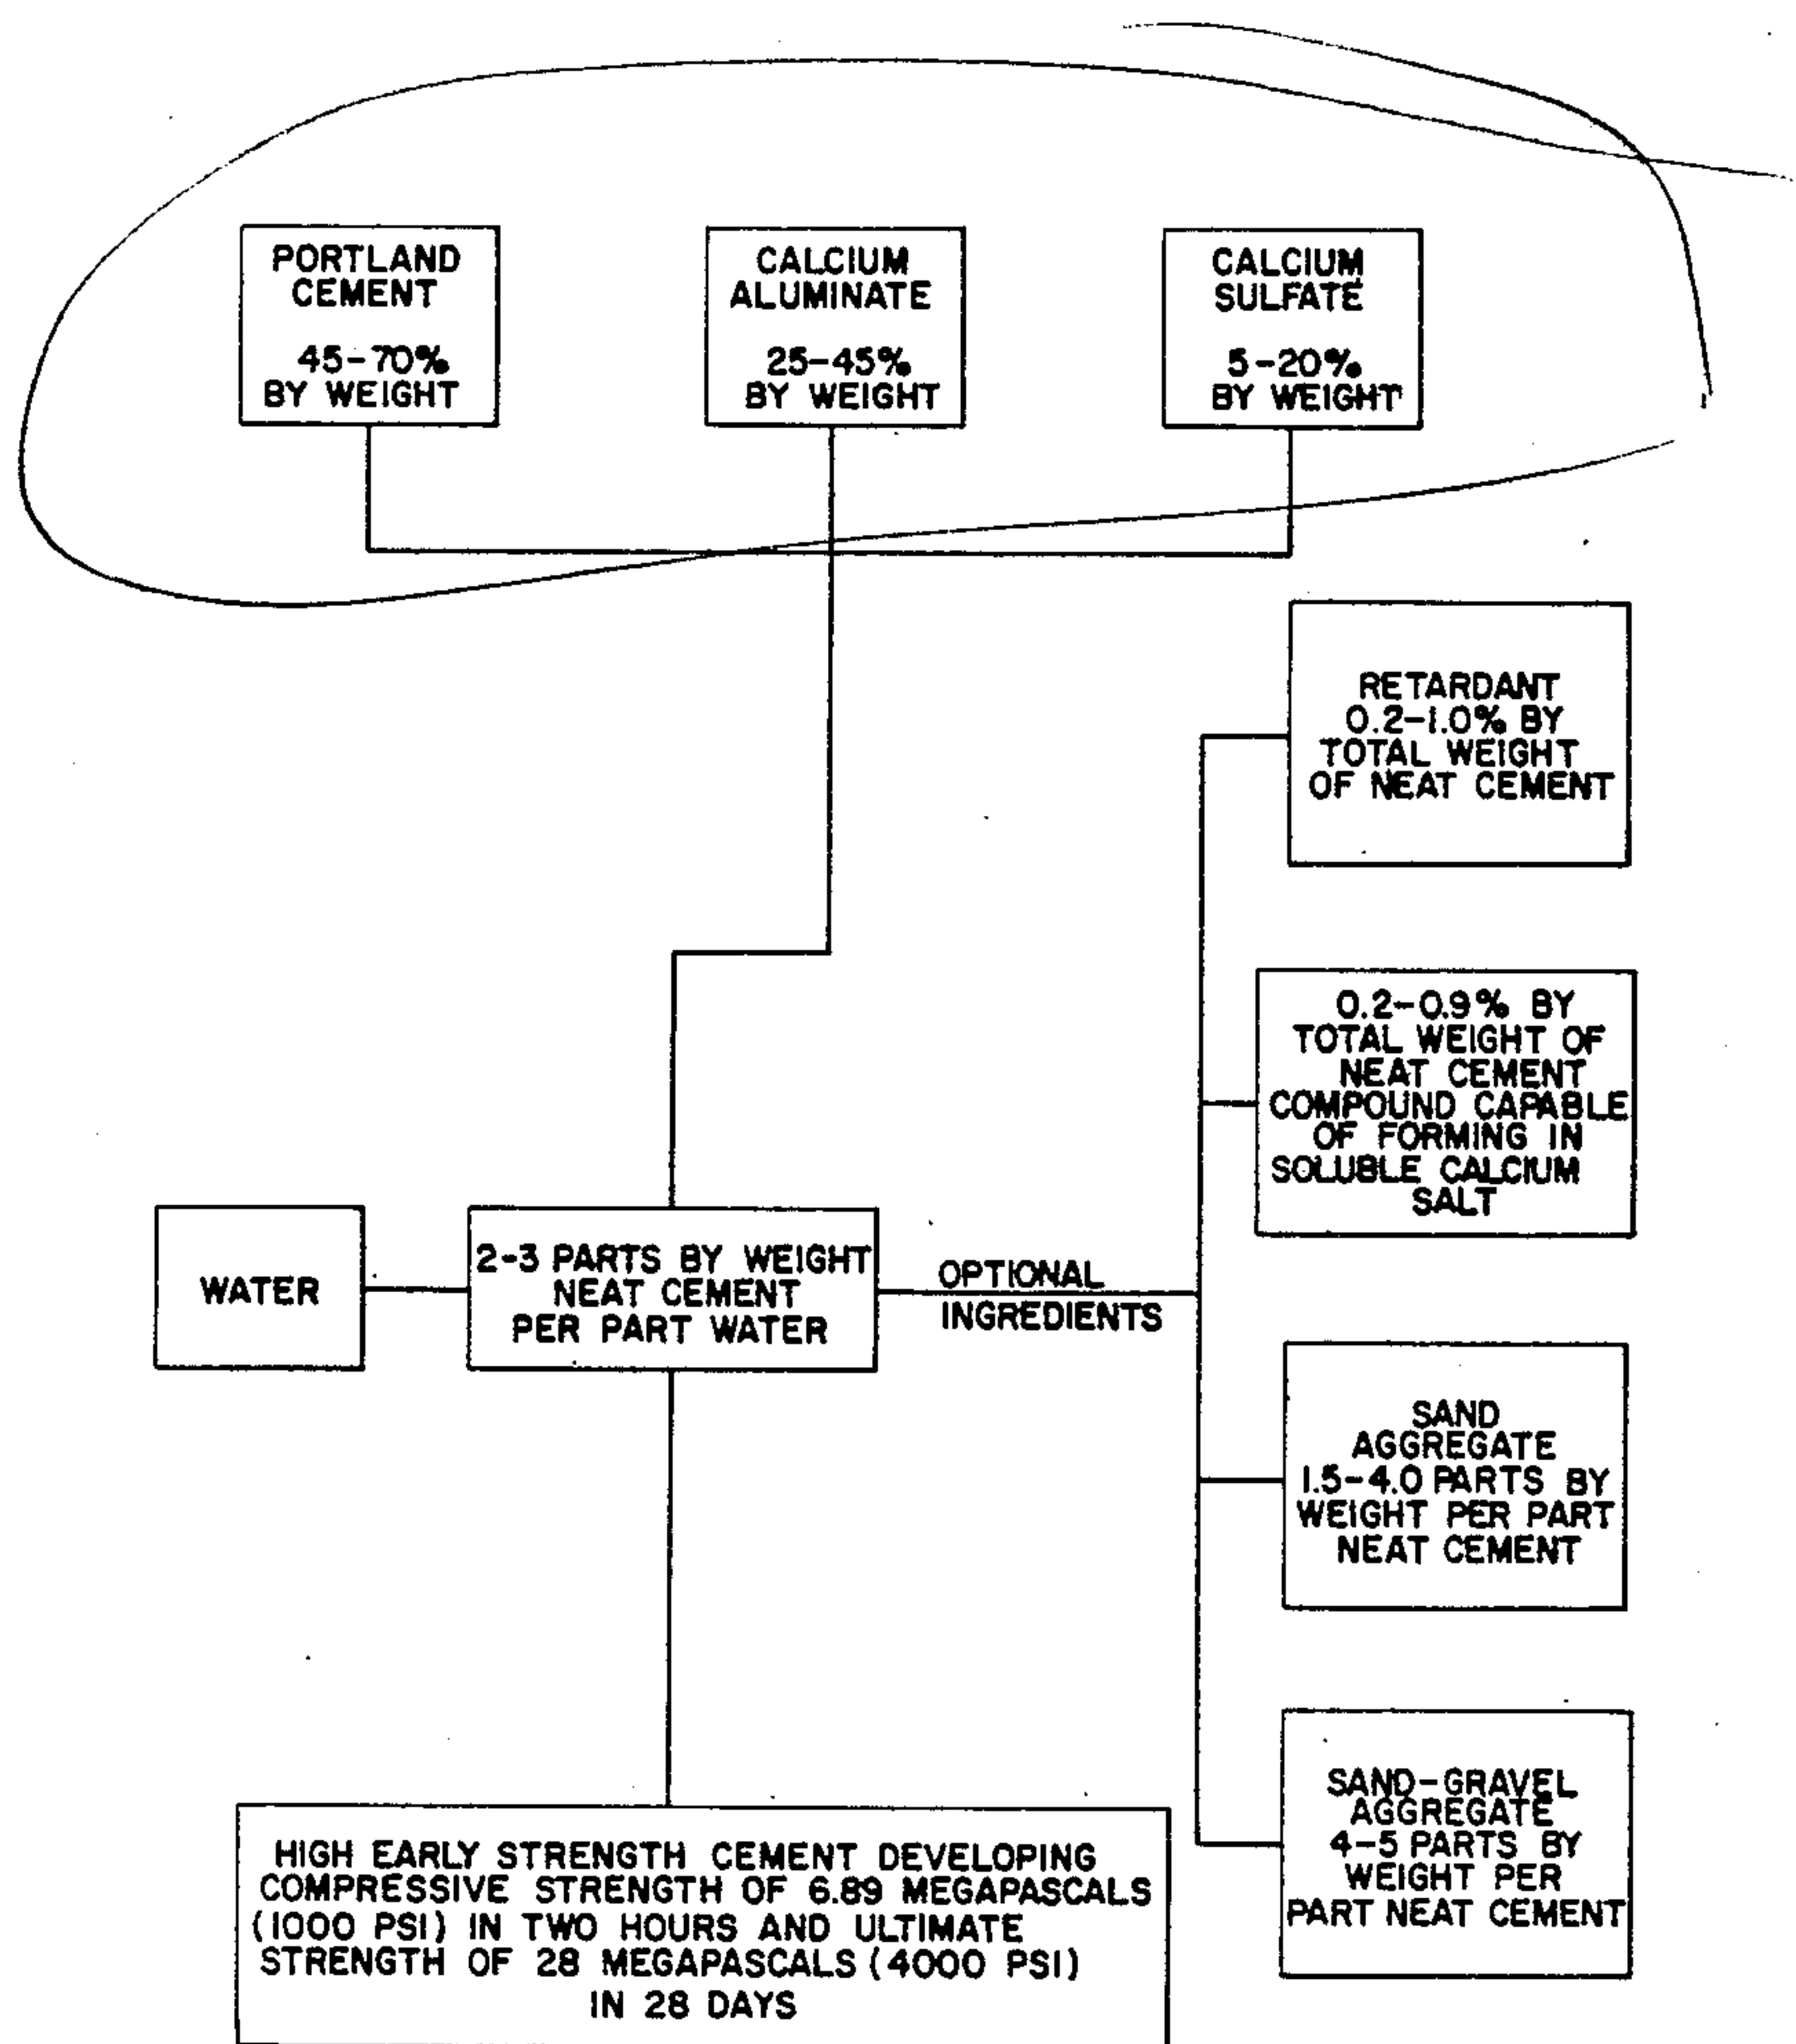 PORTLAND
CEMENT
45-70%
BY WEIGHT
CALCIUM
ALUMINATE
25-45%
BY WEIGHT
CALCIUM
SULFATE
5-20%
BY WEIGHT
RETARDANT
0.2-1.0% BY
TOTAL WEIGHT
OF NEAT CEMENT
0.2-0.9% BY
TOTAL WEIGHT OF
NEAT CEMENT
COMPOUND CAPABLE
OF FORMING IN
SOLUBLE CALCIUM
SALT
WATER
2-3 PARTS BY WEIGHT
NEAT CEMENT
PER PART WATER
OPTIONAL
INGREDIENTS
SAND
AGGREGATE
1.5-4.0 PARTS BY
WEIGHT PER PART
NEAT CEMENT
SAND-GRAVEL
AGGREGATE
4-5 PARTS BY
WEIGHT PER
PART NEAT CEMENT
HIGH EARLY STRENGTH CEMENT DEVELOPING
COMPRESSIVE STRENGTH OF 6.89 MEGAPASCALS
(1000 PSI) IN TWO HOURS AND ULTIMATE
STRENGTH OF 28 MEGAPASCALS (4000 PSI)
IN 28 DAYS